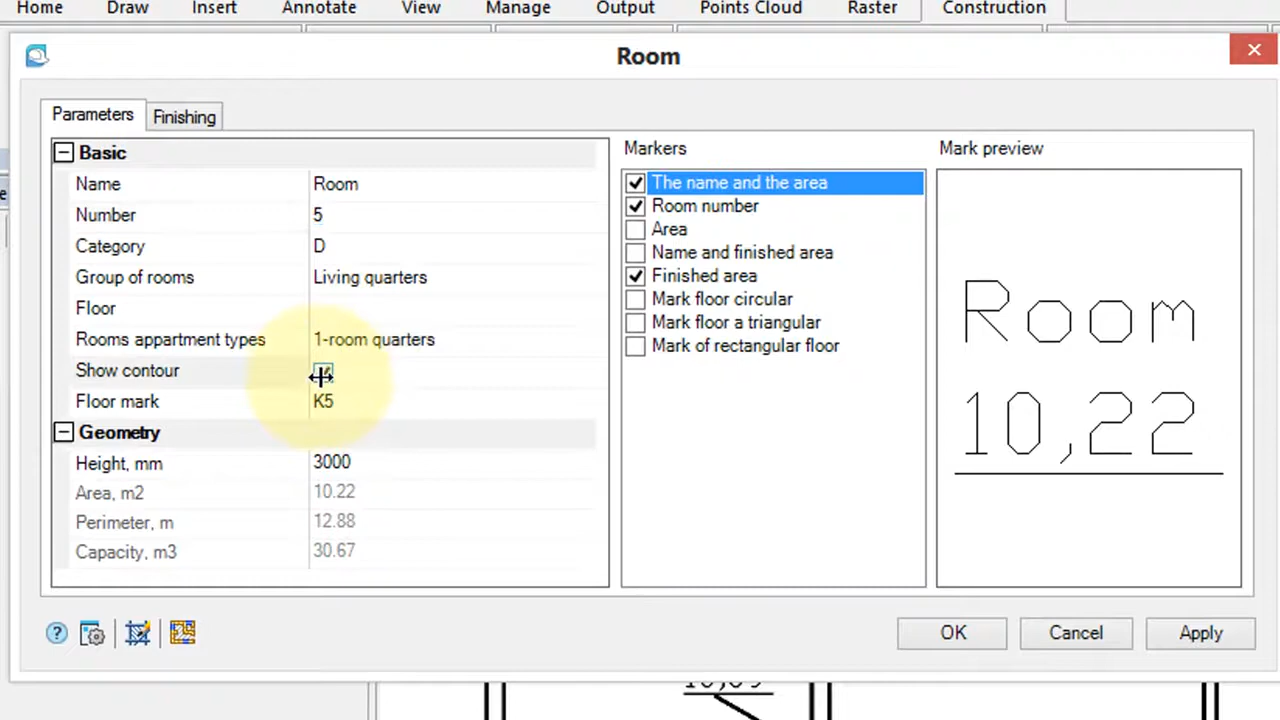 Home Draw Insert Annotate View Manage Output Points Cloud Raster Construction
Room
Parameters Finishing
Basic
Name Room
Number 5
Category D
Group of rooms Living quarters
Floor
Rooms appartment types 1-room quarters
Show contour
Floor mark K5
Geometry
Height, mm 3000
Area, m2 10.22
Perimeter, m 12.88
Capacity, m3 30.67
Markers
The name and the area
Room number
Area
Name and finished area
Finished area
Mark floor circular
Mark floor a triangular
Mark of rectangular floor
Mark preview
Room
10,22
OK Cancel Apply